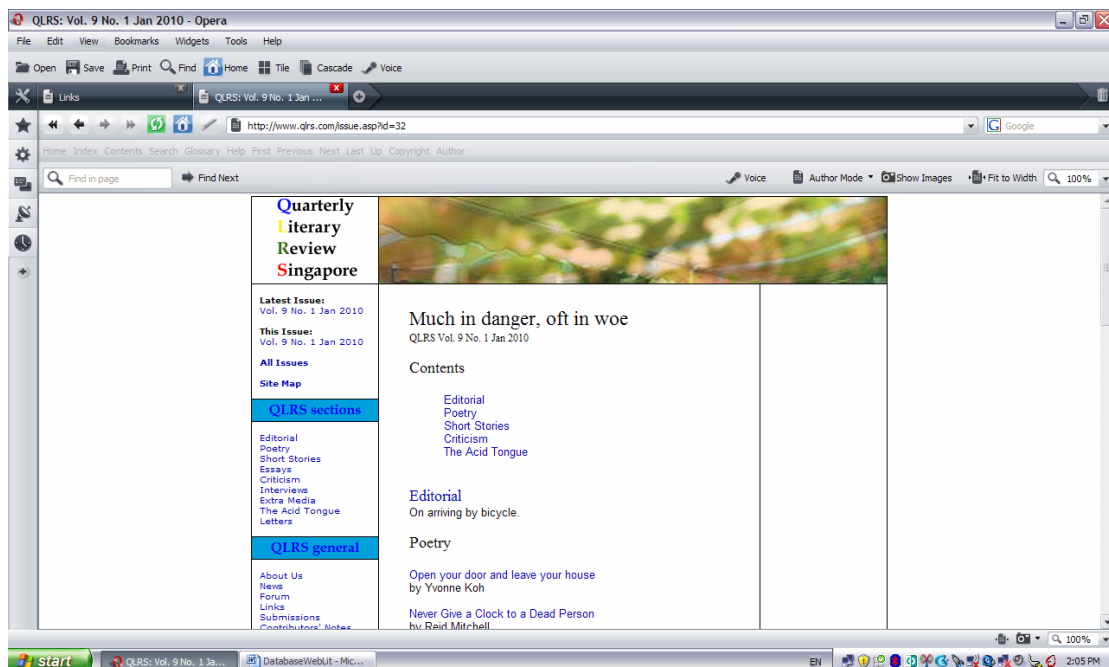 QLRS: Vol. 9 No. 1 Jan 2010 - Opera
File Edit View Bookmarks Widgets Tools Help
Open Save Print Find Home Tile Cascade Voice
Links QLRS: Vol. 9 No. 1 Jan ...
http://www.qlrs.com/issue.asp?id=32 Google
Home Index Contents Search Glossary Help First Previous Next Last Up Copyright Author
Find in page Find Next Voice Author Mode Show Images Fit to Width 100%
Quarterly
Literary
Review
Singapore
Latest Issue:
Vol. 9 No. 1 Jan 2010
This Issue:
Vol. 9 No. 1 Jan 2010
All Issues
Site Map
QLRS sections
Editorial
Poetry
Short Stories
Essays
Criticism
Interviews
Extra Media
The Acid Tongue
Letters
QLRS general
About Us
News
Forum
Links
Submissions
Contributors' Notes
Much in danger, oft in woe
QLRS Vol. 9 No. 1 Jan 2010
Contents
Editorial
Poetry
Short Stories
Criticism
The Acid Tongue
Editorial
On arriving by bicycle.
Poetry
Open your door and leave your house
by Yvonne Koh
Never Give a Clock to a Dead Person
by Reid Mitchell
100%
start QLRS: Vol. 9 No. 1 Ja... DatabaseWebLit - Mic... EN 2:05 PM